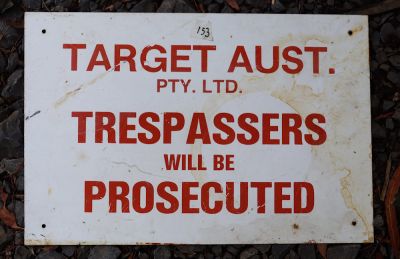 153
TARGET AUST.
PTY. LTD.
TRESPASSERS
WILL BE
PROSECUTED